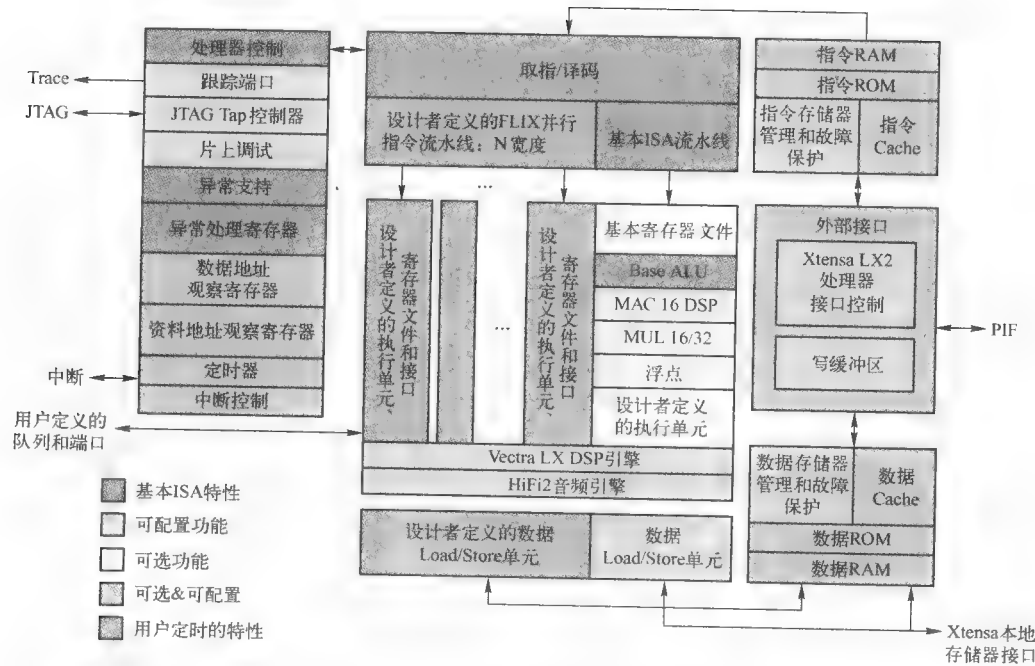 处理器控制
跟踪端口
JTAG Tap控制器
片上调试
异常支持
异常处理寄存器
数据地址
观察寄存器
资料地址观察寄存器
定时器
中断控制
Trace
JTAG
中断
用户定义的
队列和端口
取指/译码
设计者定义的FLIX并行
指令流水线：N宽度
基本ISA流水线
...
设计者定义的执行单元、
寄存器文件和接口
...
设计者定义的执行单元、
寄存器文件和接口
基本寄存器文件
Base ALU
MAC 16 DSP
MUL 16/32
浮点
设计者定义
的执行单元
Vectra LX DSP引擎
HiFi2音频引擎
设计者定义的数据
Load/Store单元
数据
Load/Store单元
指令RAM
指令ROM
指令存储器
管理和故障
保护
指令
Cache
外部接口
Xtensa LX2
处理器
接口控制
写缓冲区
PIF
数据存储器
管理和故障
保护
数据
Cache
数据ROM
数据RAM
Xtensa本地
存储器接口
基本ISA特性
可配置功能
可选功能
可选&可配置
用户定时的特性